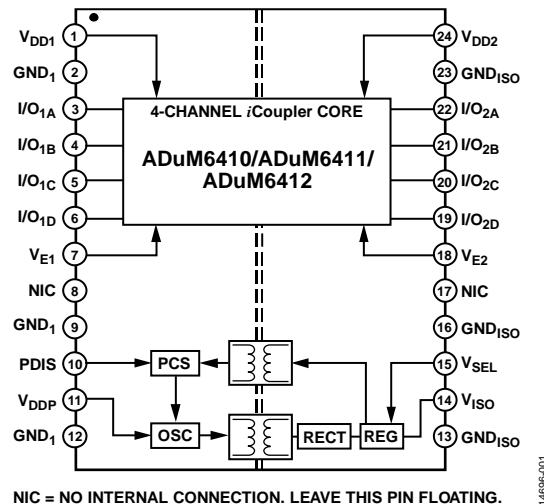 VDD1 1 24 VDD2
GND1 2 23 GNDISO
I/O1A 3 4-CHANNEL iCoupler CORE 22 I/O2A
I/O1B 4 ADuM6410/ADuM6411/ 21 I/O2B
I/O1C 5 ADuM6412 20 I/O2C
I/O1D 6 19 I/O2D
VE1 7 18 VE2
NIC 8 17 NIC
GND1 9 16 GNDISO
PDIS 10 PCS 15 VSEL
VDDP 11 14 VISO
GND1 12 OSC RECT REG 13 GNDISO
NIC = NO INTERNAL CONNECTION. LEAVE THIS PIN FLOATING.
14696-001